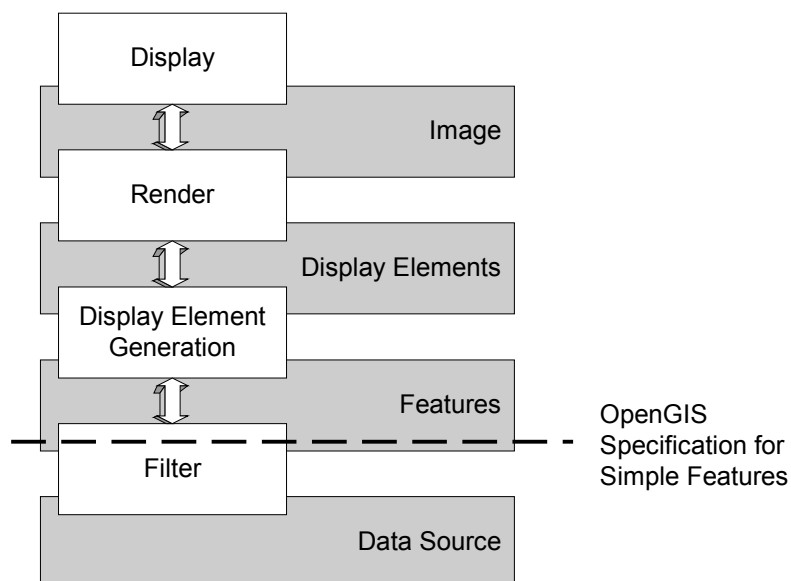 Display
Image
Render
Display Elements
Display Element
Generation
Features
OpenGIS
Specification for
Simple Features
Filter
Data Source